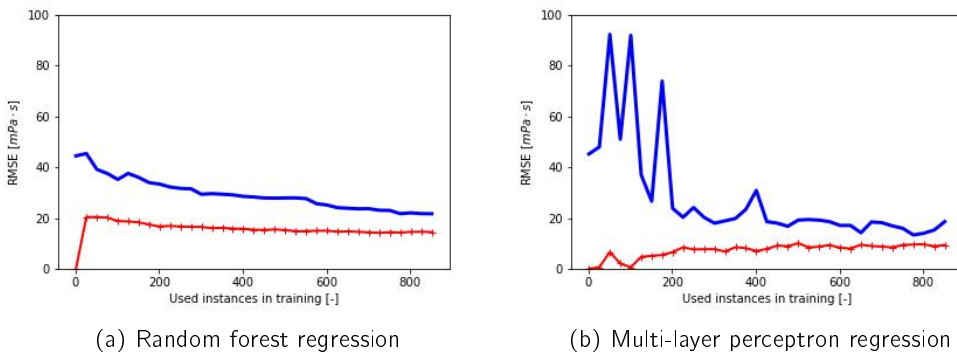 100
80
60
40
20
0
RMSE [mPa · s]
0 200 400 600 800
Used instances in training [-]
(a) Random forest regression
100
80
60
40
20
0
RMSE [mPa · s]
0 200 400 600 800
Used instances in training [-]
(b) Multi-layer perceptron regression